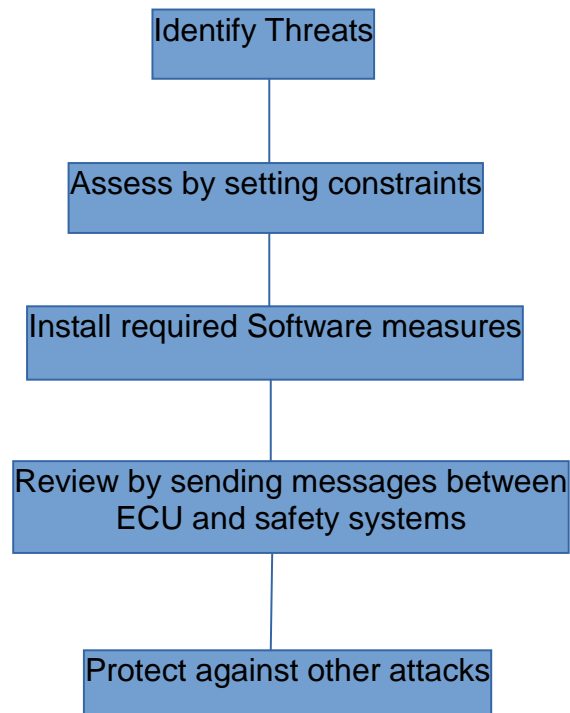 Identify Threats
Assess by setting constraints
Install required Software measures
Review by sending messages between
ECU and safety systems
Protect against other attacks